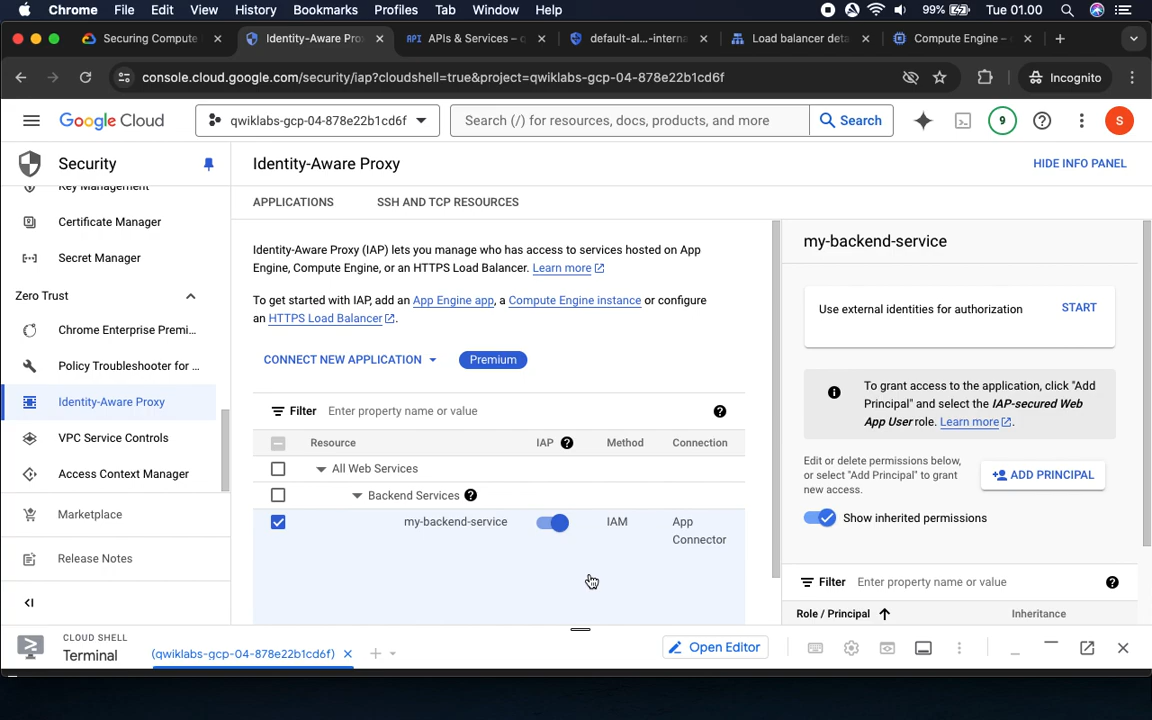 Chrome File Edit View History Bookmarks Profiles Tab Window Help 99% Tue 01.00
Securing Compute Identity-Aware Pro API APIs & Services – default-al...-interna Load balancer deta Compute Engine –
console.cloud.google.com/security/iap?cloudshell=true&project=qwiklabs-gcp-04-878e22b1cd6f Incognito
Google Cloud qwiklabs-gcp-04-878e22b1cd6f Search (/) for resources, docs, products, and more Search 9 S
Security
Identity-Aware Proxy
HIDE INFO PANEL
Key Management
Certificate Manager
Secret Manager
Zero Trust
Chrome Enterprise Premi...
Policy Troubleshooter for ...
Identity-Aware Proxy
VPC Service Controls
Access Context Manager
Marketplace
Release Notes
APPLICATIONS SSH AND TCP RESOURCES
Identity-Aware Proxy (IAP) lets you manage who has access to services hosted on App
Engine, Compute Engine, or an HTTPS Load Balancer. Learn more
To get started with IAP, add an App Engine app, a Compute Engine instance or configure
an HTTPS Load Balancer.
CONNECT NEW APPLICATION Premium
Filter Enter property name or value
Resource IAP Method Connection
All Web Services
Backend Services
my-backend-service IAM App
Connector
my-backend-service
Use external identities for authorization START
To grant access to the application, click "Add
Principal" and select the IAP-secured Web
App User role. Learn more.
Edit or delete permissions below,
or select "Add Principal" to grant
new access.
ADD PRINCIPAL
Show inherited permissions
Filter Enter property name or value
Role / Principal Inheritance
CLOUD SHELL
Terminal (qwiklabs-gcp-04-878e22b1cd6f) Open Editor